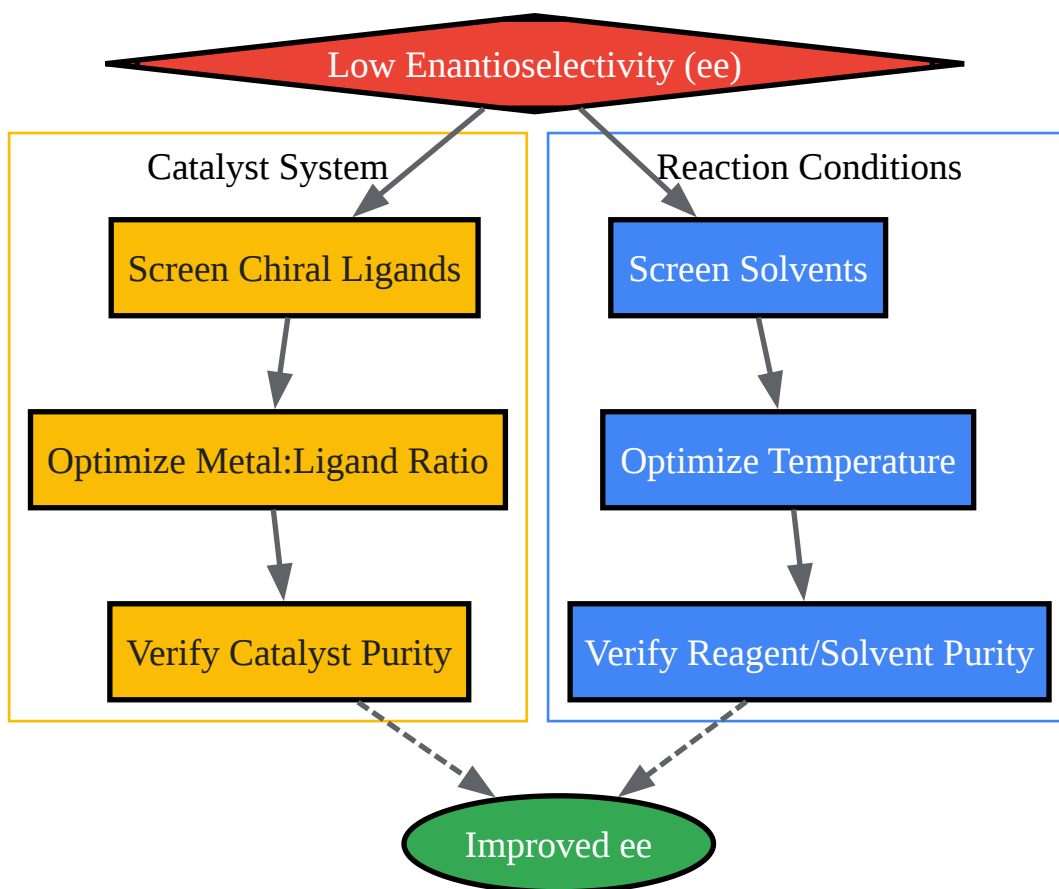 Low Enantioselectivity (ee)
Catalyst System
Screen Chiral Ligands
Optimize Metal:Ligand Ratio
Verify Catalyst Purity
Reaction Conditions
Screen Solvents
Optimize Temperature
Verify Reagent/Solvent Purity
Improved ee